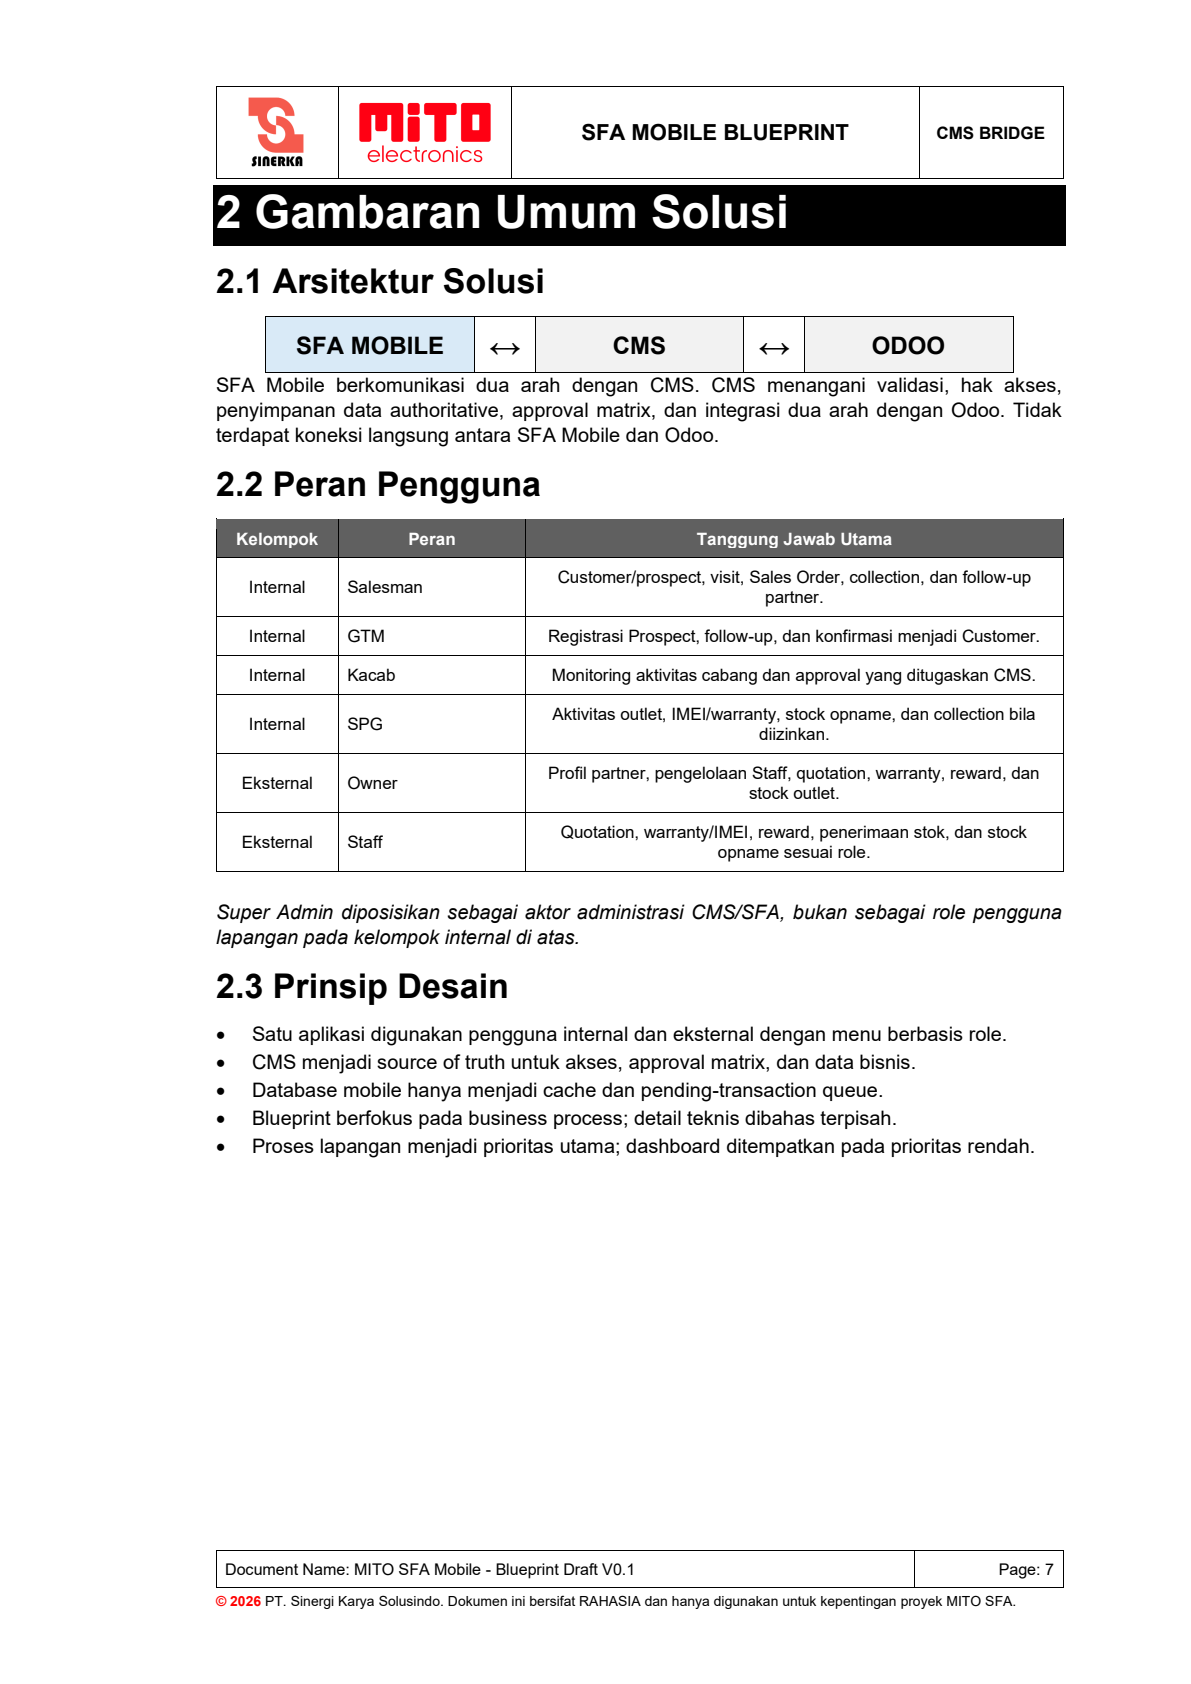 SINERKA
MiTO
electronics
SFA MOBILE BLUEPRINT
CMS BRIDGE
2 Gambaran Umum Solusi
2.1 Arsitektur Solusi
SFA MOBILE ↔ CMS ↔ ODOO
SFA Mobile berkomunikasi dua arah dengan CMS. CMS menangani validasi, hak akses,
penyimpanan data authoritative, approval matrix, dan integrasi dua arah dengan Odoo. Tidak
terdapat koneksi langsung antara SFA Mobile dan Odoo.
2.2 Peran Pengguna
Kelompok Peran Tanggung Jawab Utama
Internal Salesman Customer/prospect, visit, Sales Order, collection, dan follow-up
partner.
Internal GTM Registrasi Prospect, follow-up, dan konfirmasi menjadi Customer.
Internal Kacab Monitoring aktivitas cabang dan approval yang ditugaskan CMS.
Internal SPG Aktivitas outlet, IMEI/warranty, stock opname, dan collection bila
diizinkan.
Eksternal Owner Profil partner, pengelolaan Staff, quotation, warranty, reward, dan
stock outlet.
Eksternal Staff Quotation, warranty/IMEI, reward, penerimaan stok, dan stock
opname sesuai role.
Super Admin diposisikan sebagai aktor administrasi CMS/SFA, bukan sebagai role pengguna
lapangan pada kelompok internal di atas.
2.3 Prinsip Desain
• Satu aplikasi digunakan pengguna internal dan eksternal dengan menu berbasis role.
• CMS menjadi source of truth untuk akses, approval matrix, dan data bisnis.
• Database mobile hanya menjadi cache dan pending-transaction queue.
• Blueprint berfokus pada business process; detail teknis dibahas terpisah.
• Proses lapangan menjadi prioritas utama; dashboard ditempatkan pada prioritas rendah.
Document Name: MITO SFA Mobile - Blueprint Draft V0.1 Page: 7
© 2026 PT. Sinergi Karya Solusindo. Dokumen ini bersifat RAHASIA dan hanya digunakan untuk kepentingan proyek MITO SFA.